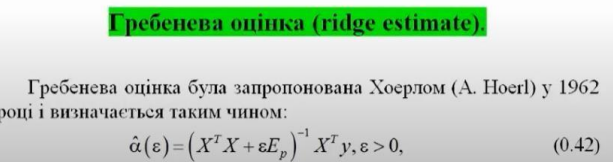 Гребенева оцінка (ridge estimate).
Гребенева оцінка була запропонована Хоерлом (A. Hoerl) у 1962
році і визначається таким чином:
α̂(ε) = (XᵀX + εEₚ)⁻¹ Xᵀy, ε > 0, (0.42)